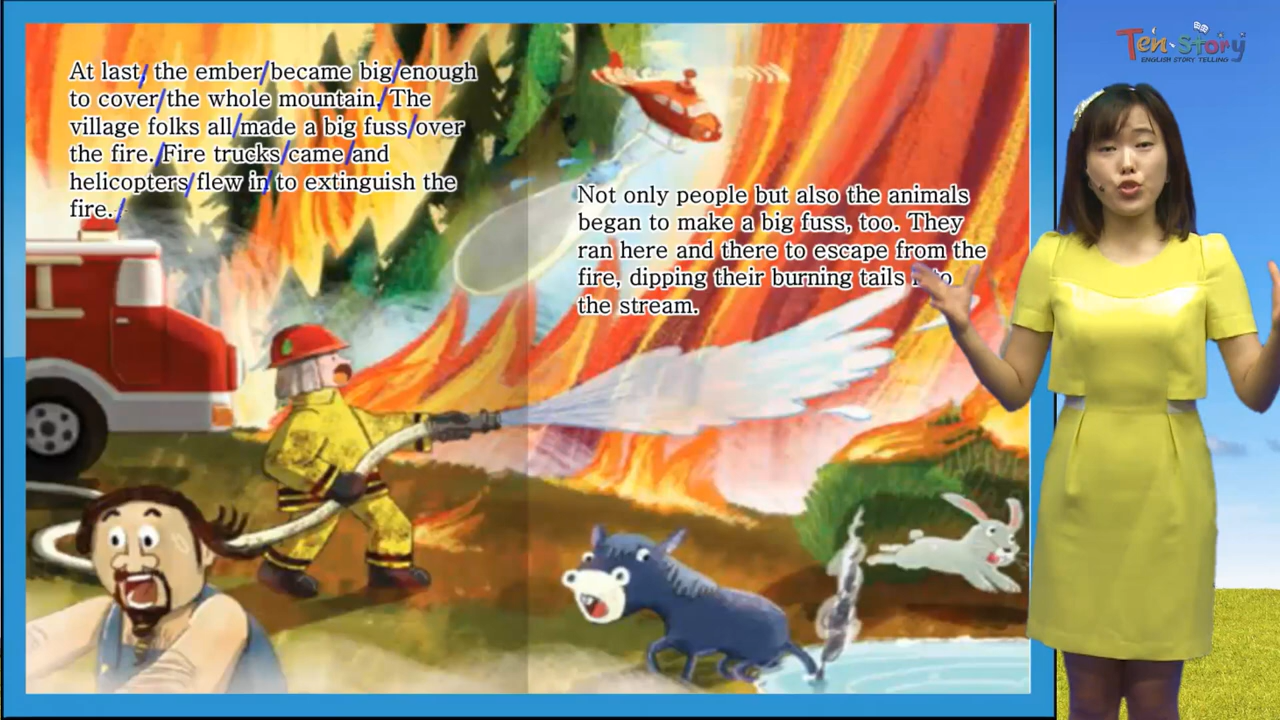 At last, the ember became big enough
to cover the whole mountain. The
village folks all made a big fuss over
the fire. Fire trucks came and
helicopters flew in to extinguish the
fire.
Not only people but also the animals
began to make a big fuss, too. They
ran here and there to escape from the
fire, dipping their burning tails
the stream.
Ten Story
ENGLISH STORY TELLING